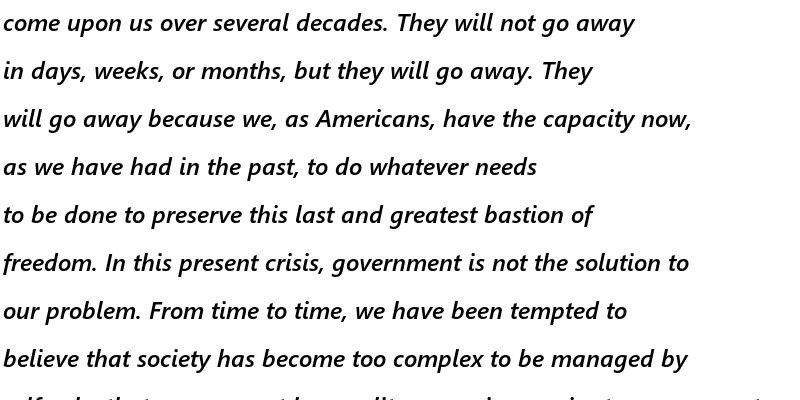 come upon us over several decades. They will not go away
in days, weeks, or months, but they will go away. They
will go away because we, as Americans, have the capacity now,
as we have had in the past, to do whatever needs
to be done to preserve this last and greatest bastion of
freedom. In this present crisis, government is not the solution to
our problem. From time to time, we have been tempted to
believe that society has become too complex to be managed by